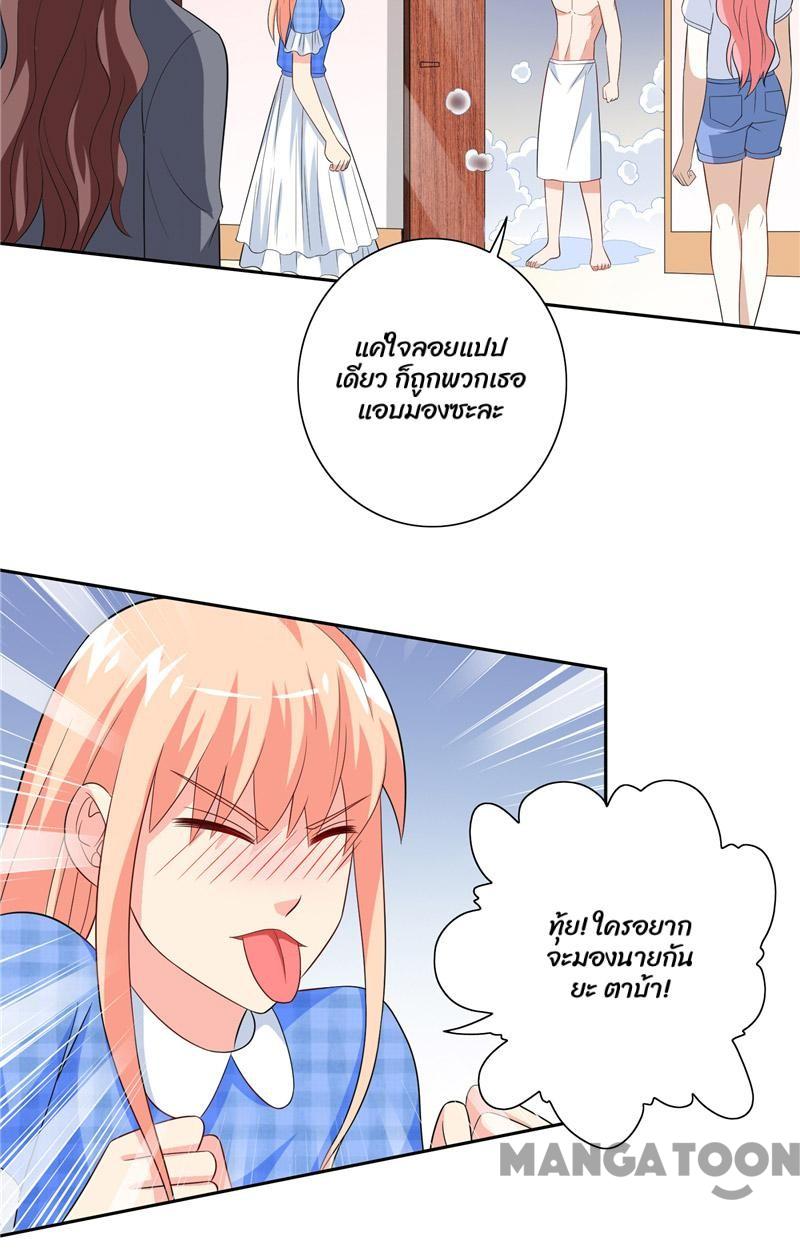 แค่ใจลอยแปป
เดียว ก็ถูกพวกเธอ
แอบมองซะละ
ทุ้ย! ใครอยาก
จะมองนายกัน
ยะ ตาบ้า!
MANGATOON